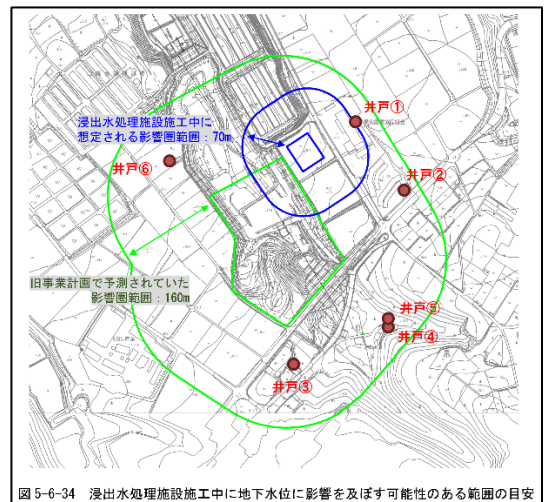 井戸①
浸出水処理施設施工中に
想定される影響圏範囲：70m
井戸⑥
井戸②
旧事業計画で予測されていた
影響圏範囲：160m
井戸⑤
井戸④
井戸③
図 5-6-34 浸出水処理施設施工中に地下水位に影響を及ぼす可能性のある範囲の目安